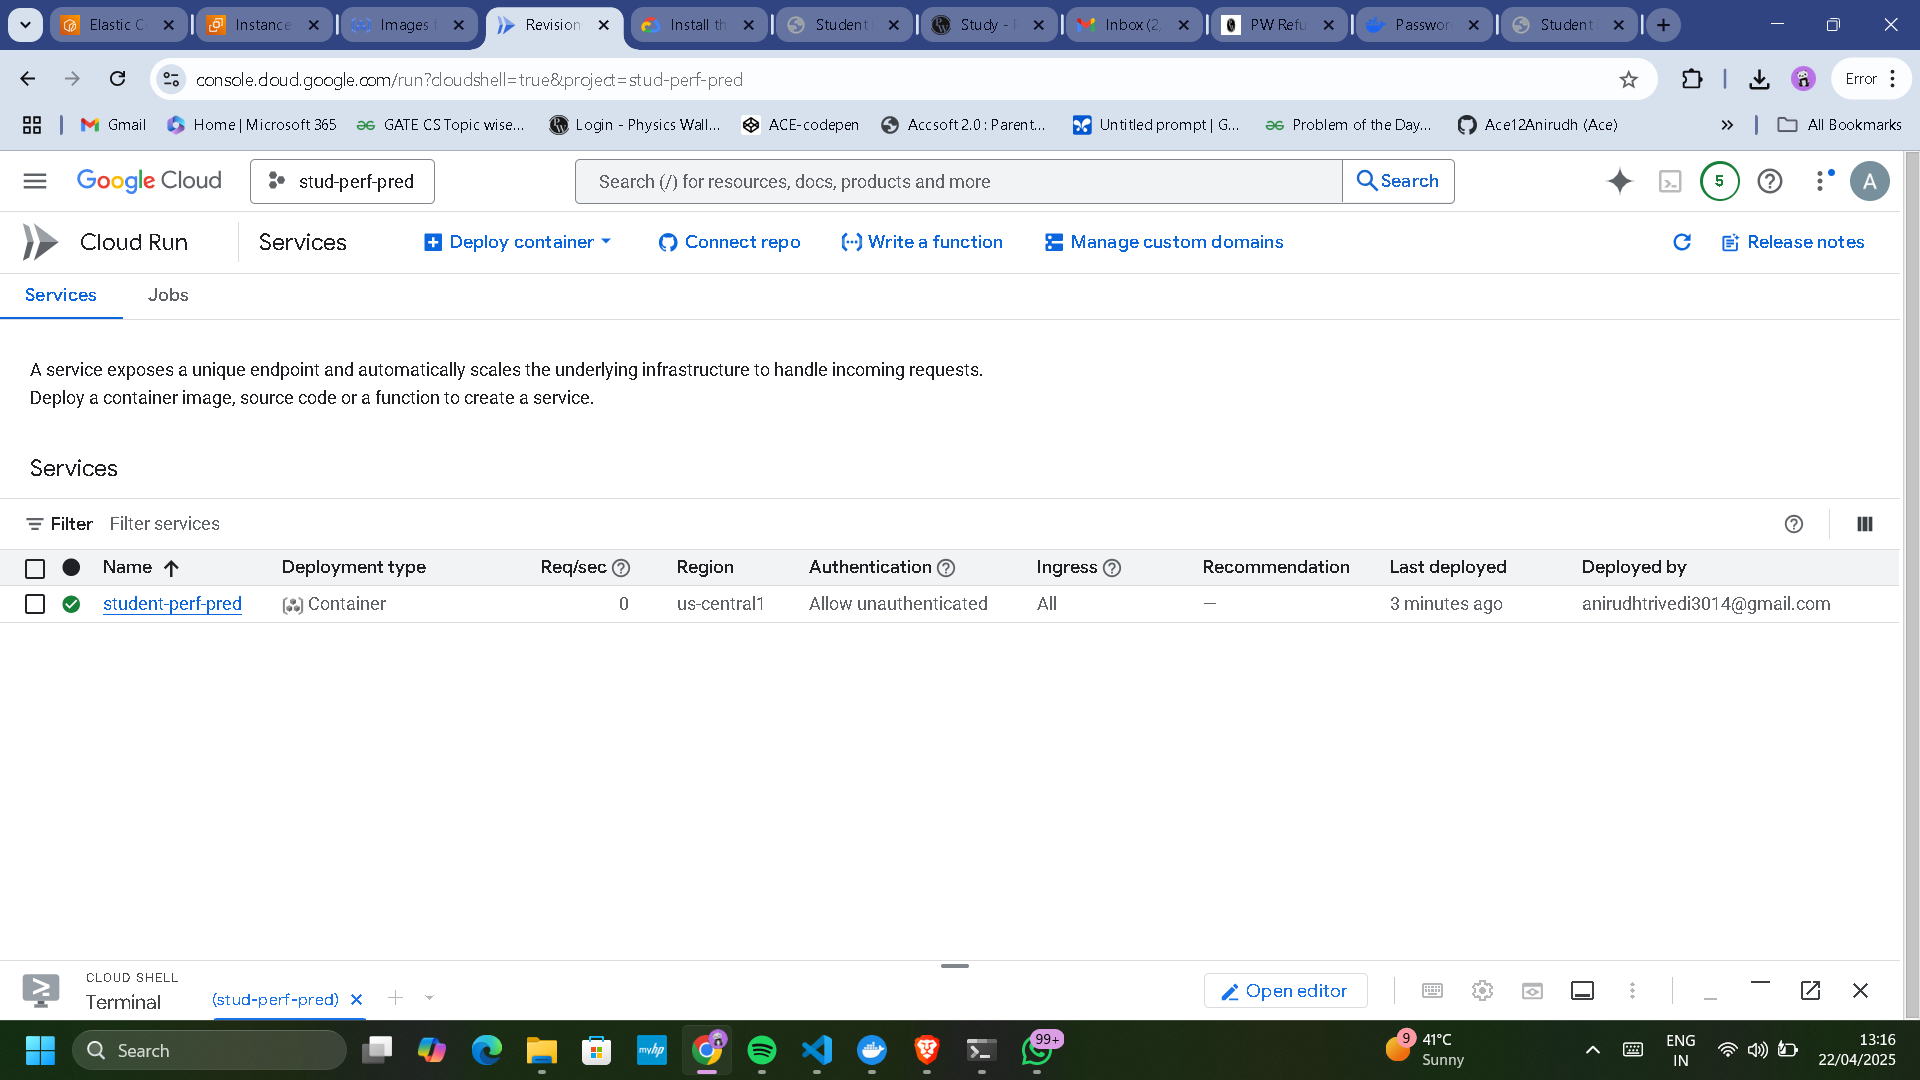 Elastic C
Instance
Images f
Revision
Install th
Student
Study - P
Inbox (2,
PW Refu
Passwor
Student
console.cloud.google.com/run?cloudshell=true&project=stud-perf-pred
Error
Gmail
Home | Microsoft 365
GATE CS Topic wise...
Login - Physics Wall...
ACE-codepen
Accsoft 2.0 : Parent...
Untitled prompt | G...
Problem of the Day...
Ace12Anirudh (Ace)
All Bookmarks
Google Cloud
stud-perf-pred
Search (/) for resources, docs, products and more
Search
5
A
Cloud Run
Services
Deploy container
Connect repo
Write a function
Manage custom domains
Release notes
Services
Jobs
A service exposes a unique endpoint and automatically scales the underlying infrastructure to handle incoming requests.
Deploy a container image, source code or a function to create a service.
Services
Filter Filter services
Name Deployment type Req/sec Region Authentication Ingress Recommendation Last deployed Deployed by
student-perf-pred Container 0 us-central1 Allow unauthenticated All — 3 minutes ago anirudhtrivedi3014@gmail.com
CLOUD SHELL
Terminal
(stud-perf-pred)
Open editor
Search
myhp
99+
9
41°C
Sunny
ENG
IN
13:16
22/04/2025